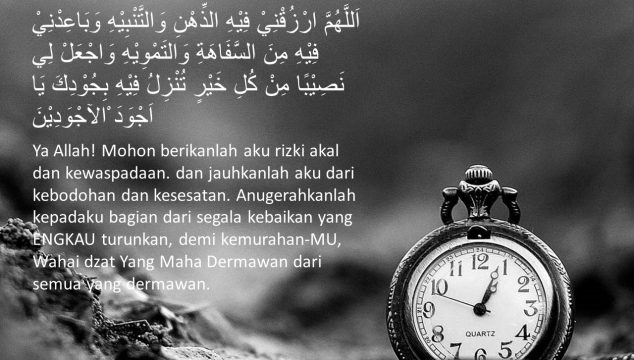 اَللَّهُمَّ ارْزُقْنِيْ فِيْهِ الذِّهْنِ وَالتَّنْبِيْهِ وَبَاعِدْنِيْ
فِيْهِ مِنَ السَّفَاهَةِ وَالتَمْوِيْهِ وَاجْعَلْ لِي
نَصِيْبًا مِنْ كُلِ خَيْرٍ تُنْزِلُ فِيْهِ بِجُوْدِكَ يَا
اَجْوَدَ ْالآجْوَدِيْنَ
Ya Allah! Mohon berikanlah aku rizki akal
dan kewaspadaan. dan jauhkanlah aku dari
kebodohan dan kesesatan. Anugerahkanlah
kepadaku bagian dari segala kebaikan yang
ENGKAU turunkan, demi kemurahan-MU,
Wahai dzat Yang Maha Dermawan dari
semua yang dermawan.
12
1
2
3
4
5
6
7
8
9
10
11
QUARTZ